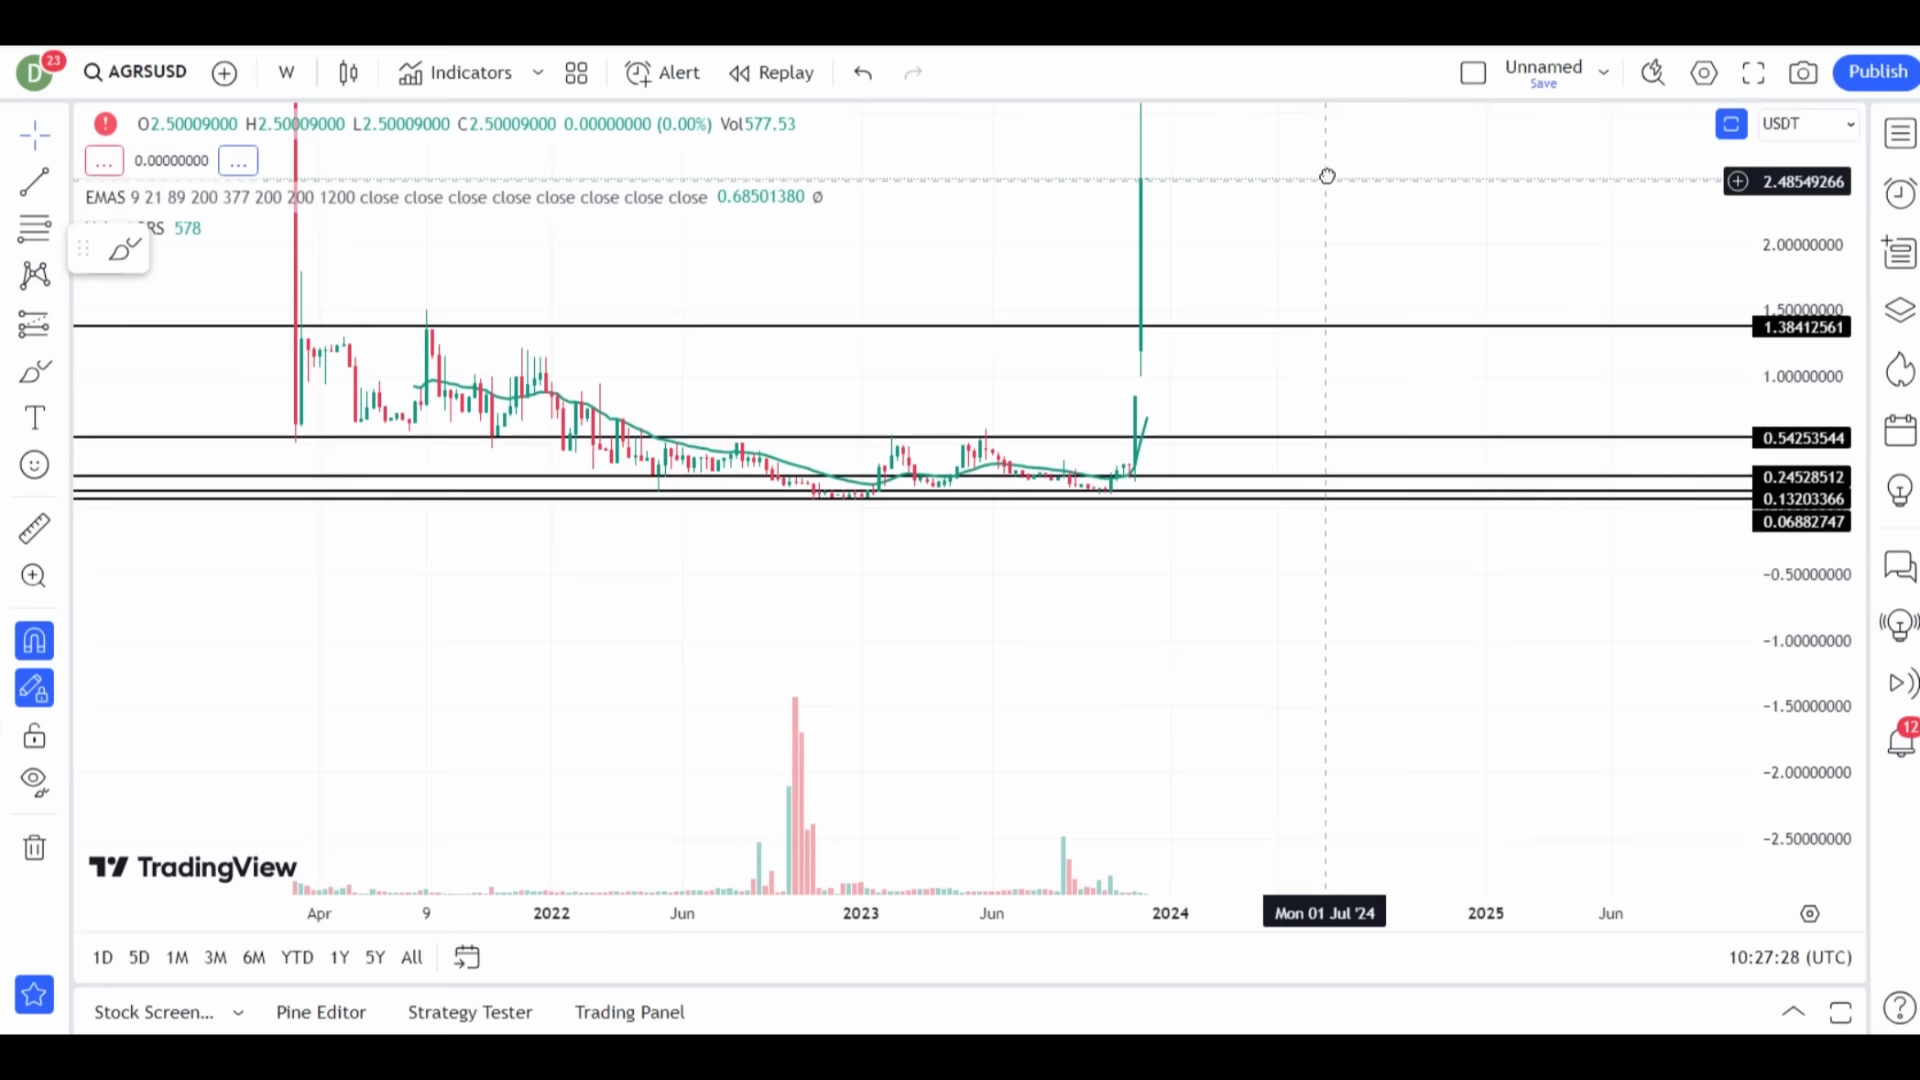 D
23
AGRSUSD
W
Indicators
Alert
Replay
Unnamed
Save
Publish
O2.50009000 H2.50009000 L2.50009000 C2.50009000 0.00000000 (0.00%) Vol577.53
USDT
... 0.00000000 ...
2.48549266
EMAS 9 21 89 200 377 200 200 1200 close close close close close close close close 0.68501380 Ø
RS 578
2.00000000
1.50000000
1.38412561
1.00000000
0.54253544
0.24528512
0.13203366
0.06882747
-0.50000000
-1.00000000
-1.50000000
-2.00000000
-2.50000000
12
TradingView
Apr 9 2022 Jun 2023 Jun 2024 Mon 01 Jul '24 2025 Jun
1D 5D 1M 3M 6M YTD 1Y 5Y All
10:27:28 (UTC)
Stock Screen... Pine Editor Strategy Tester Trading Panel